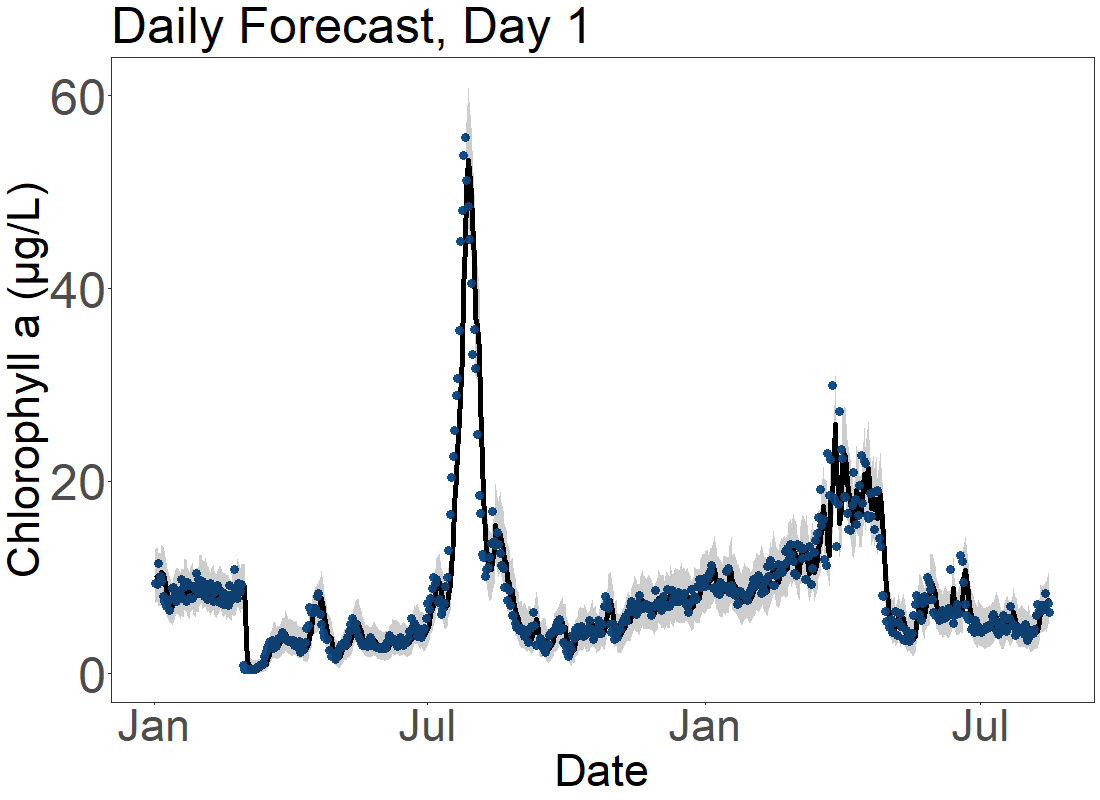 Daily Forecast, Day 1
Chlorophyll a (µg/L)
60
40
20
0
Jan
Jul
Jan
Jul
Date